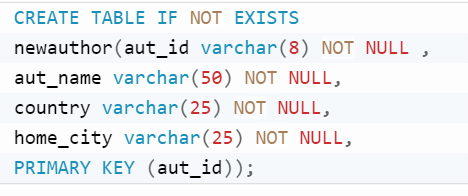 CREATE TABLE IF NOT EXISTS
newauthor(aut_id varchar(8) NOT NULL ,
aut_name varchar(50) NOT NULL,
country varchar(25) NOT NULL,
home_city varchar(25) NOT NULL,
PRIMARY KEY (aut_id));